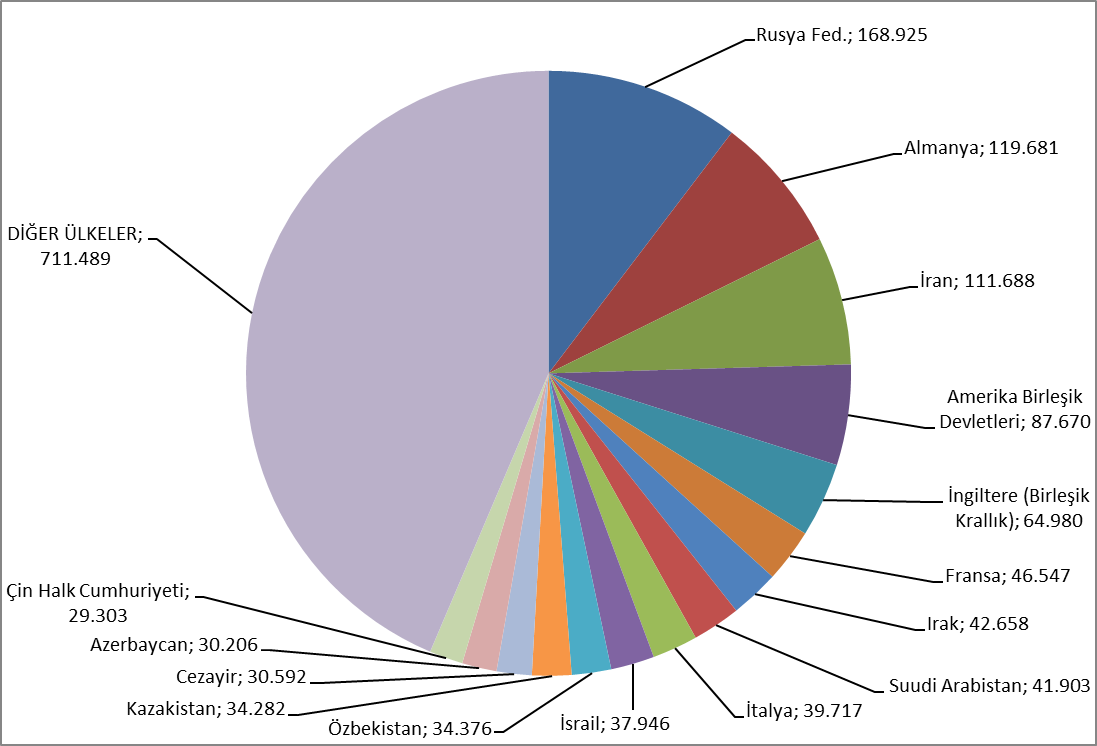 Rusya Fed.; 168.925
Almanya; 119.681
İran; 111.688
Amerika Birleşik
Devletleri; 87.670
İngiltere (Birleşik
Krallık); 64.980
Fransa; 46.547
Irak; 42.658
Suudi Arabistan; 41.903
İtalya; 39.717
İsrail; 37.946
Özbekistan; 34.376
Kazakistan; 34.282
Cezayir; 30.592
Azerbaycan; 30.206
Çin Halk Cumhuriyeti;
29.303
DİĞER ÜLKELER;
711.489